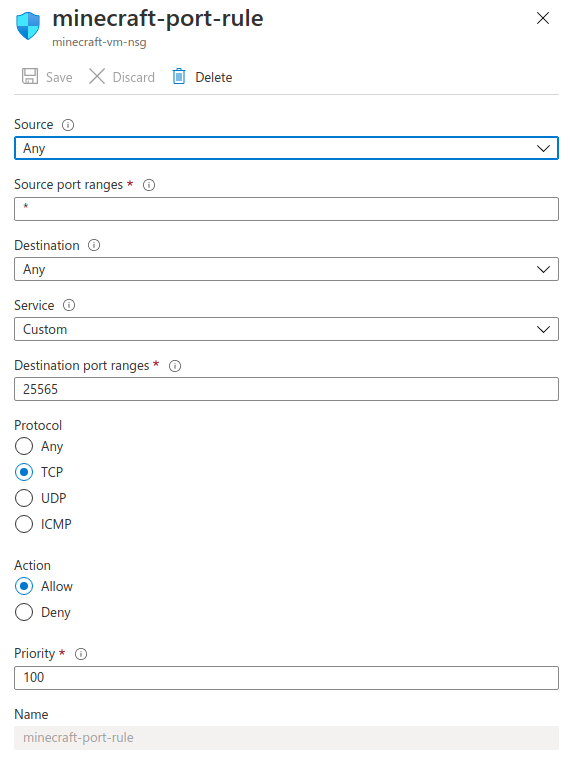 minecraft-port-rule
minecraft-vm-nsg
Save Discard Delete
Source
Any
Source port ranges *
*
Destination
Any
Service
Custom
Destination port ranges *
25565
Protocol
Any
TCP
UDP
ICMP
Action
Allow
Deny
Priority *
100
Name
minecraft-port-rule